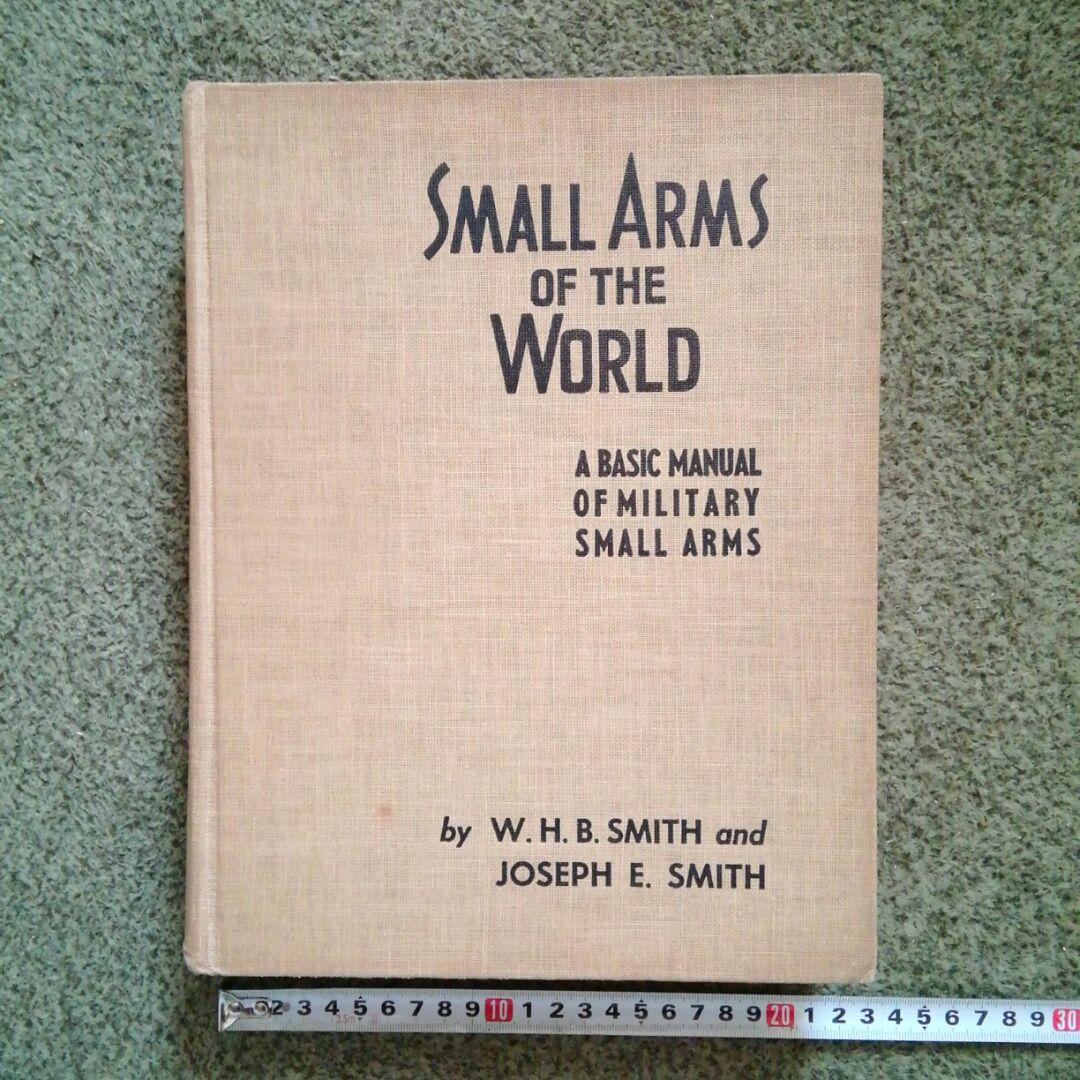 SMALL ARMS
OF THE
WORLD
A BASIC MANUAL
OF MILITARY
SMALL ARMS
by W. H. B. SMITH and
JOSEPH E. SMITH
2 3 4 5 6 7 8 9 10 1 2 3 4 5 6 7 8 9 20 1 2 3 4 5 6 7 8 9 30
3.5m